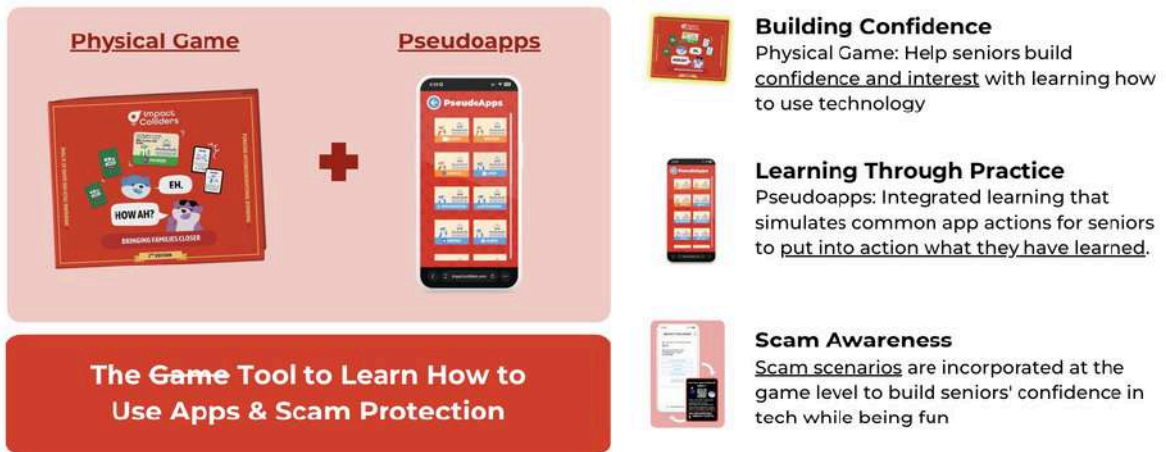 Physical Game
Pseudoapps
Impact
Colliders
EH.
HOW AH?
BRINGING FAMILIES CLOSER
2ND EDITION
PseudoApps
The Game Tool to Learn How to
Use Apps & Scam Protection
Building Confidence
Physical Game: Help seniors build
confidence and interest with learning how
to use technology
Learning Through Practice
Pseudoapps: Integrated learning that
simulates common app actions for seniors
to put into action what they have learned.
Scam Awareness
Scam scenarios are incorporated at the
game level to build seniors' confidence in
tech while being fun